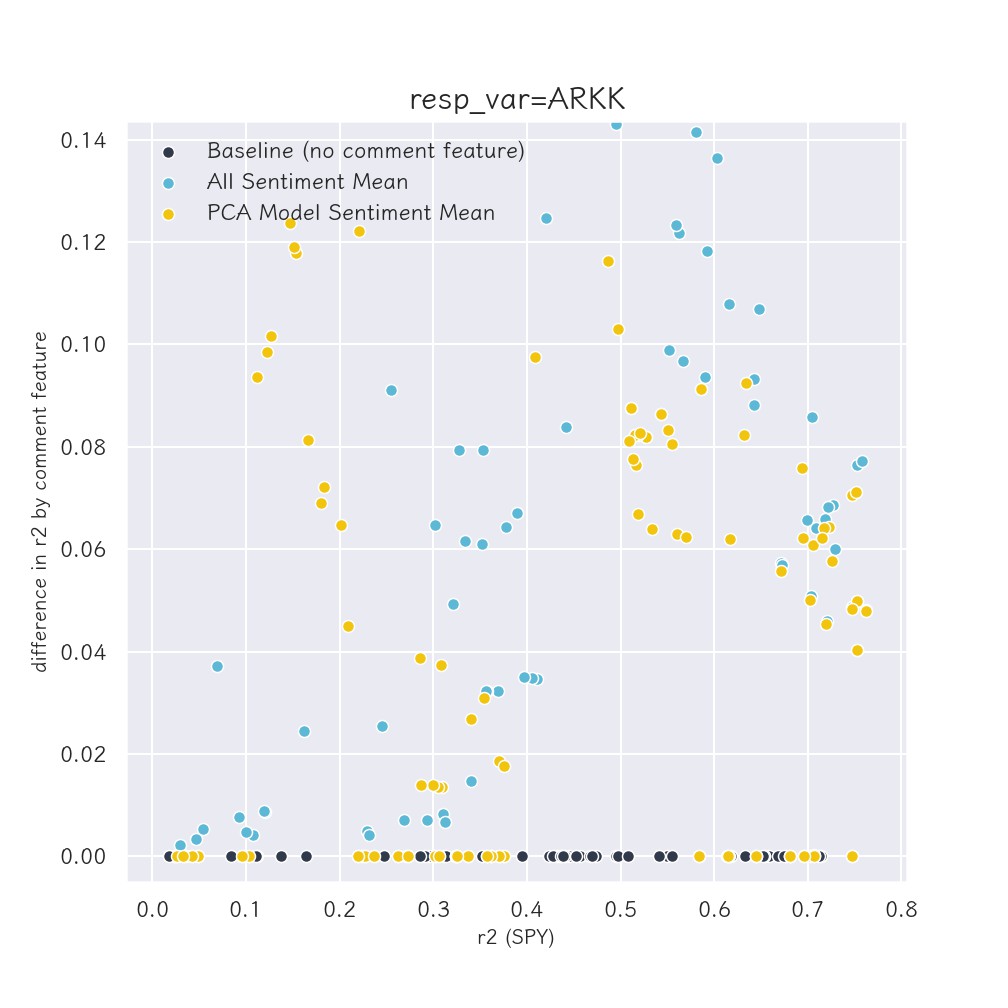 resp_var=ARKK
Baseline (no comment feature)
All Sentiment Mean
PCA Model Sentiment Mean
0.14
0.12
0.10
0.08
0.06
0.04
0.02
0.00
difference in r2 by comment feature
0.0 0.1 0.2 0.3 0.4 0.5 0.6 0.7 0.8
r2 (SPY)